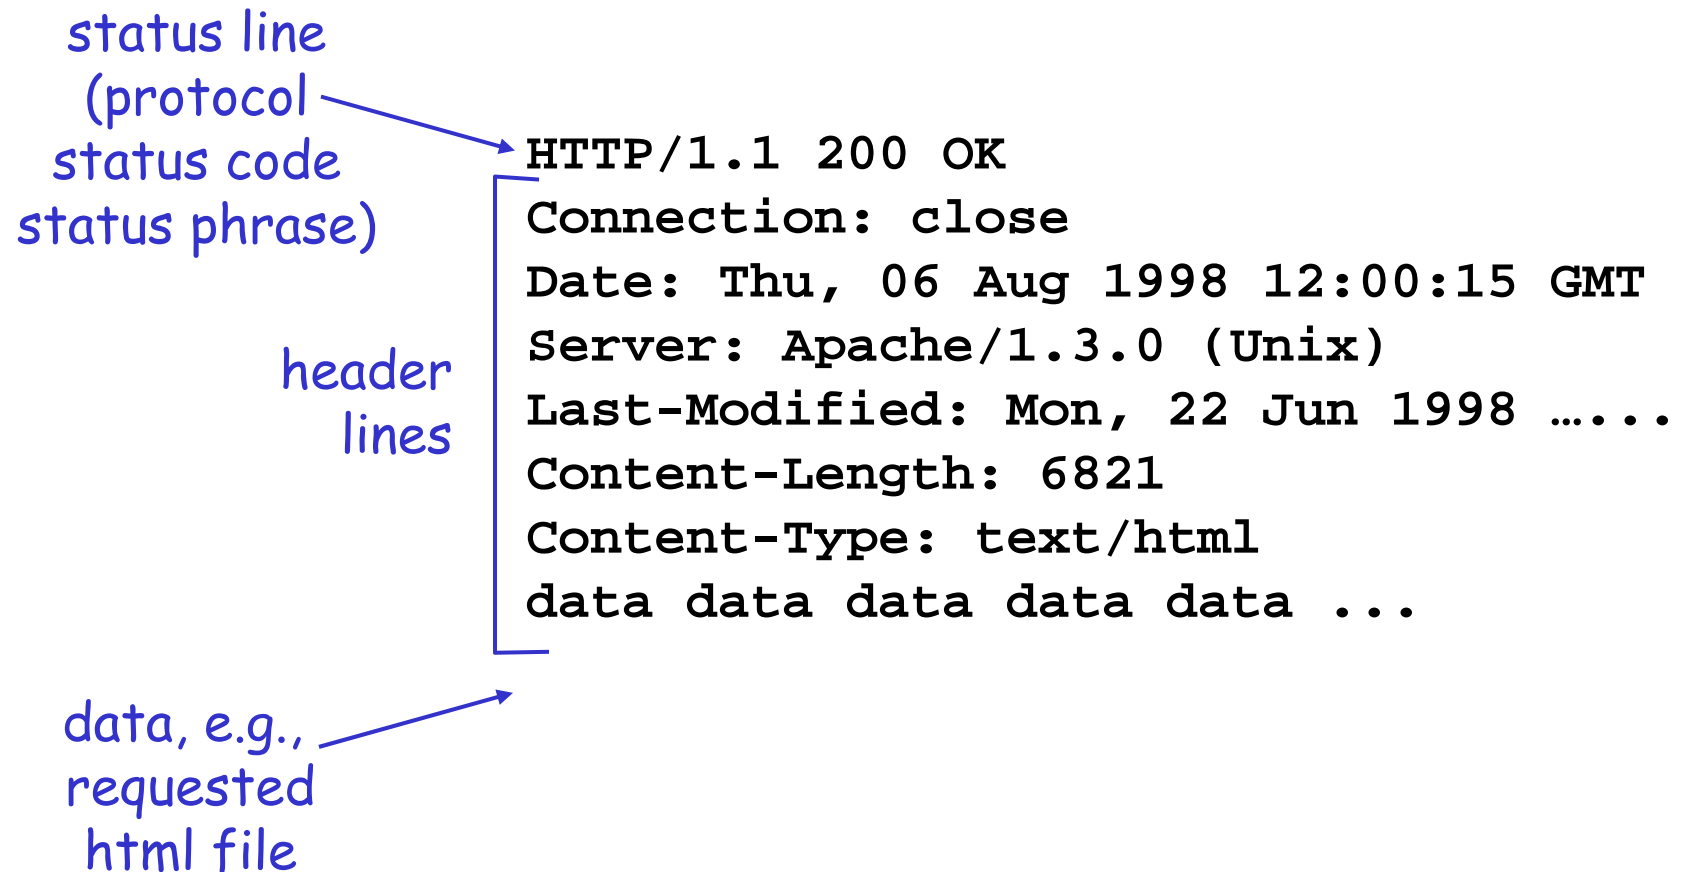 status line
(protocol
status code
status phrase)
HTTP/1.1 200 OK
Connection: close
Date: Thu, 06 Aug 1998 12:00:15 GMT
Server: Apache/1.3.0 (Unix)
Last-Modified: Mon, 22 Jun 1998 …...
Content-Length: 6821
Content-Type: text/html
data data data data data ...
header
lines
data, e.g.,
requested
html file